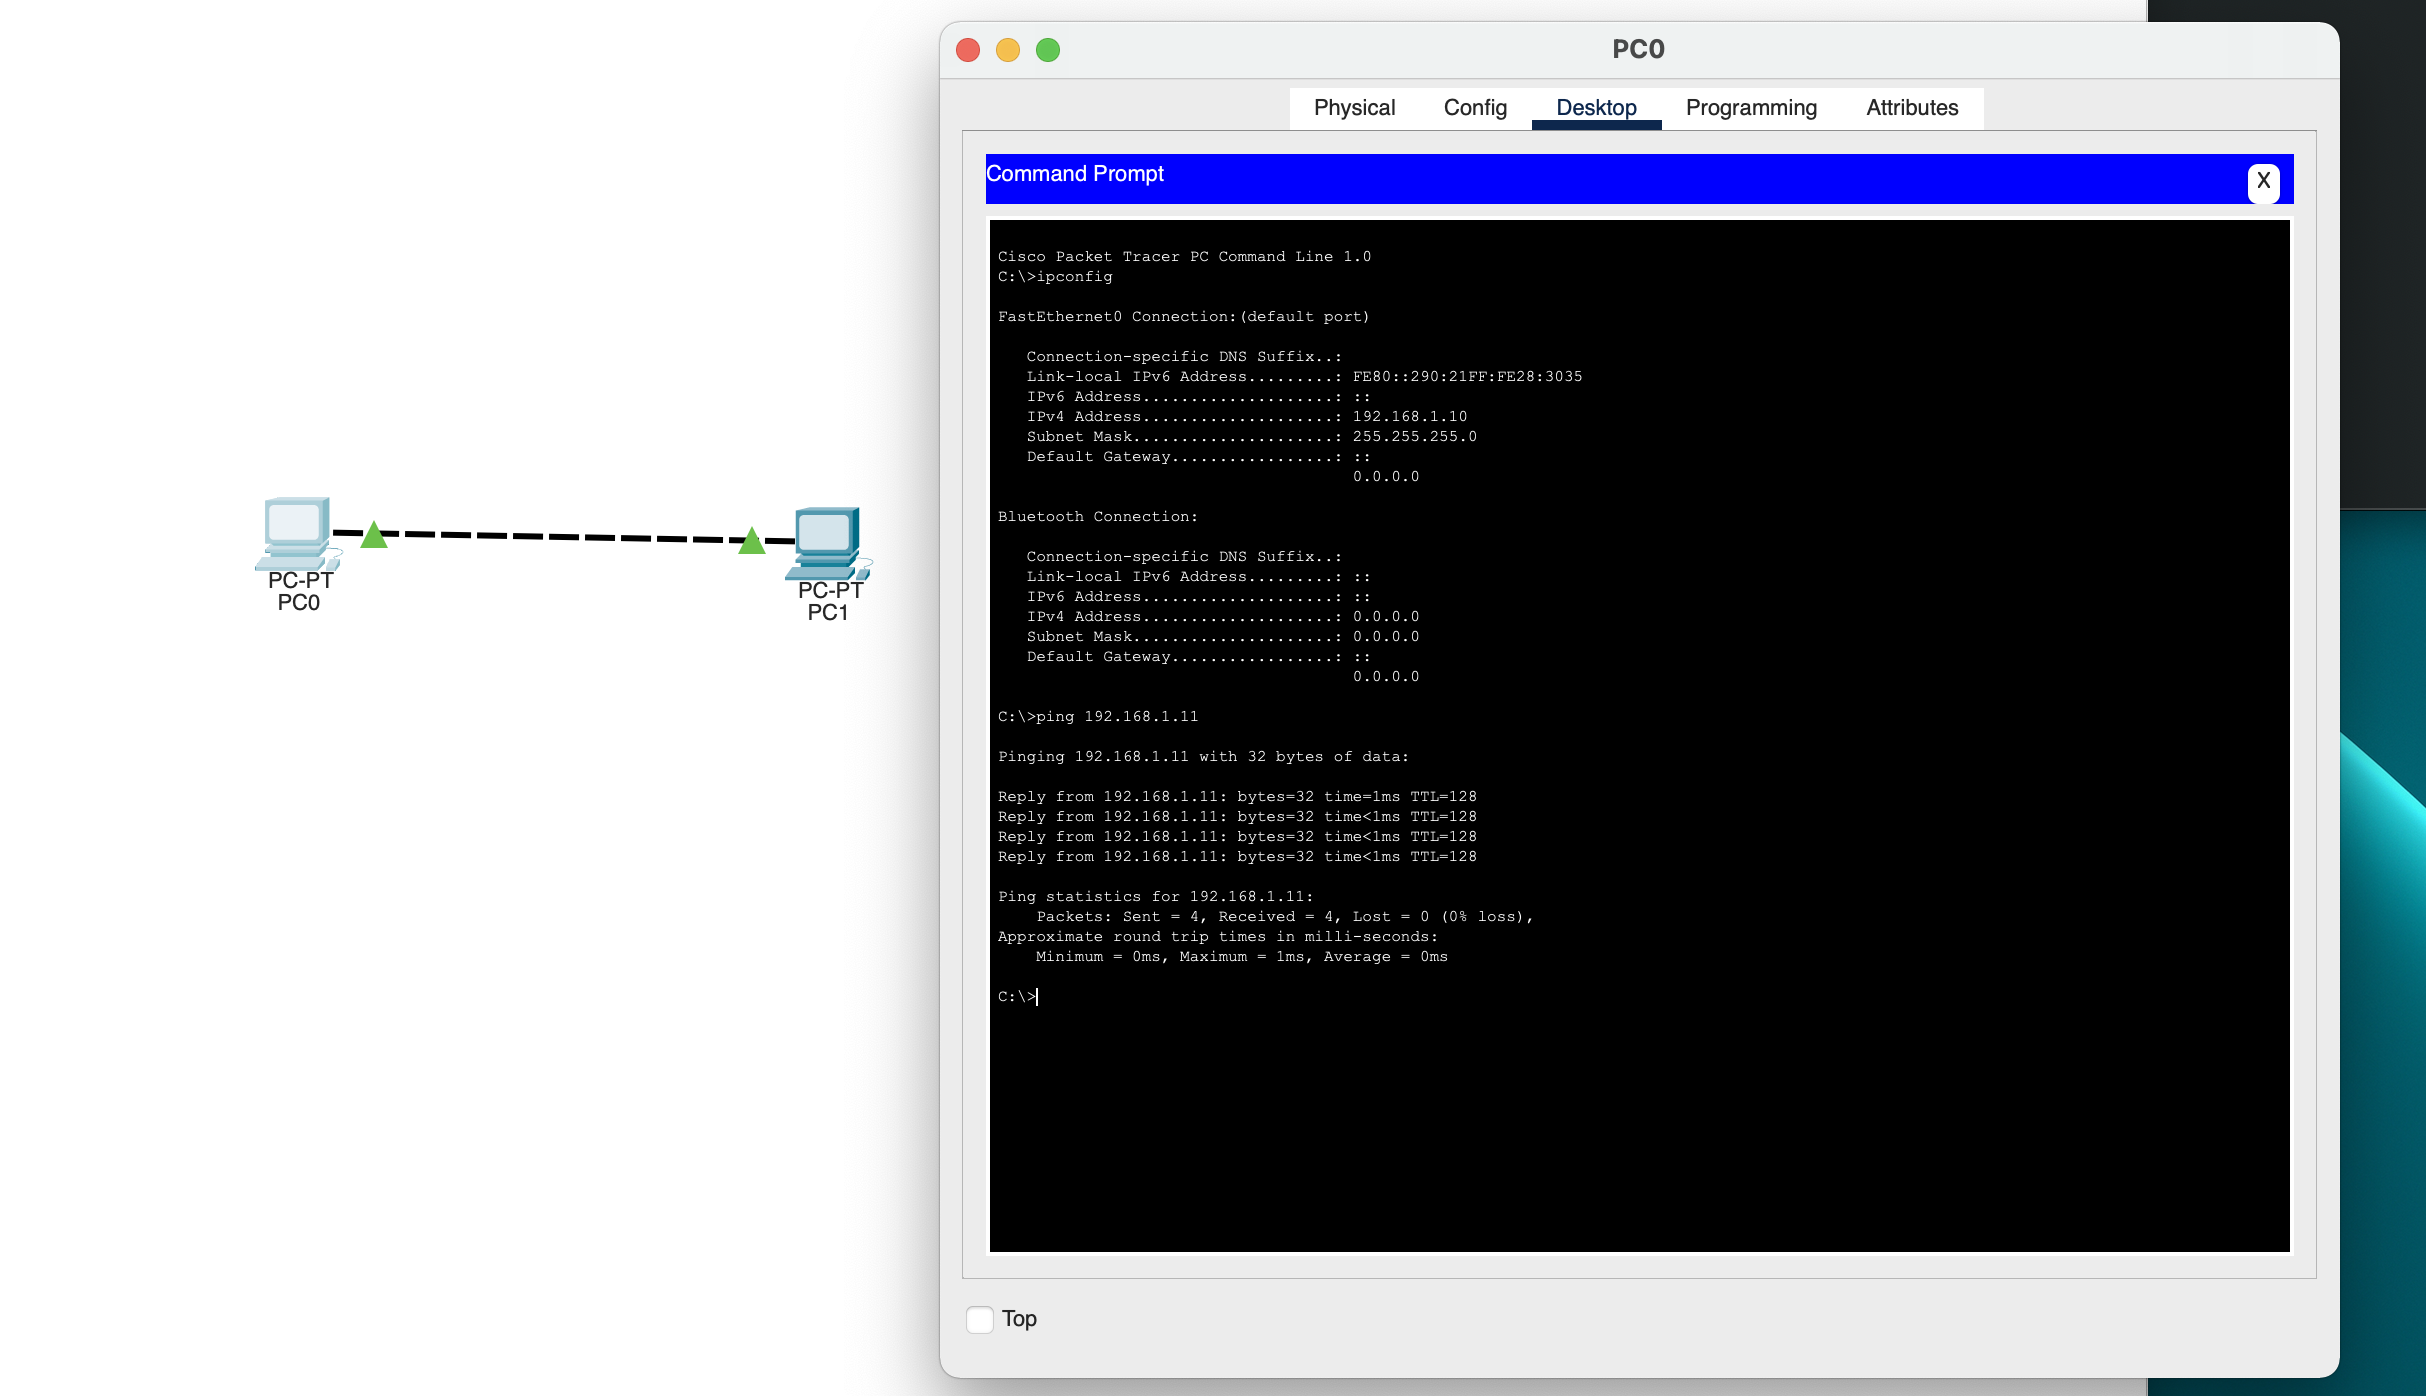 PC-PT
PC0
PC-PT
PC1
PC0
Physical Config Desktop Programming Attributes
Command Prompt
X
Cisco Packet Tracer PC Command Line 1.0
C:\>ipconfig
FastEthernet0 Connection:(default port)
Connection-specific DNS Suffix..:
Link-local IPv6 Address.........: FE80::290:21FF:FE28:3035
IPv6 Address....................: ::
IPv4 Address....................: 192.168.1.10
Subnet Mask.....................: 255.255.255.0
Default Gateway.................: ::
0.0.0.0
Bluetooth Connection:
Connection-specific DNS Suffix..:
Link-local IPv6 Address.........: ::
IPv6 Address....................: ::
IPv4 Address....................: 0.0.0.0
Subnet Mask.....................: 0.0.0.0
Default Gateway.................: ::
0.0.0.0
C:\>ping 192.168.1.11
Pinging 192.168.1.11 with 32 bytes of data:
Reply from 192.168.1.11: bytes=32 time=1ms TTL=128
Reply from 192.168.1.11: bytes=32 time<1ms TTL=128
Reply from 192.168.1.11: bytes=32 time<1ms TTL=128
Reply from 192.168.1.11: bytes=32 time<1ms TTL=128
Ping statistics for 192.168.1.11:
Packets: Sent = 4, Received = 4, Lost = 0 (0% loss),
Approximate round trip times in milli-seconds:
Minimum = 0ms, Maximum = 1ms, Average = 0ms
C:\>
Top